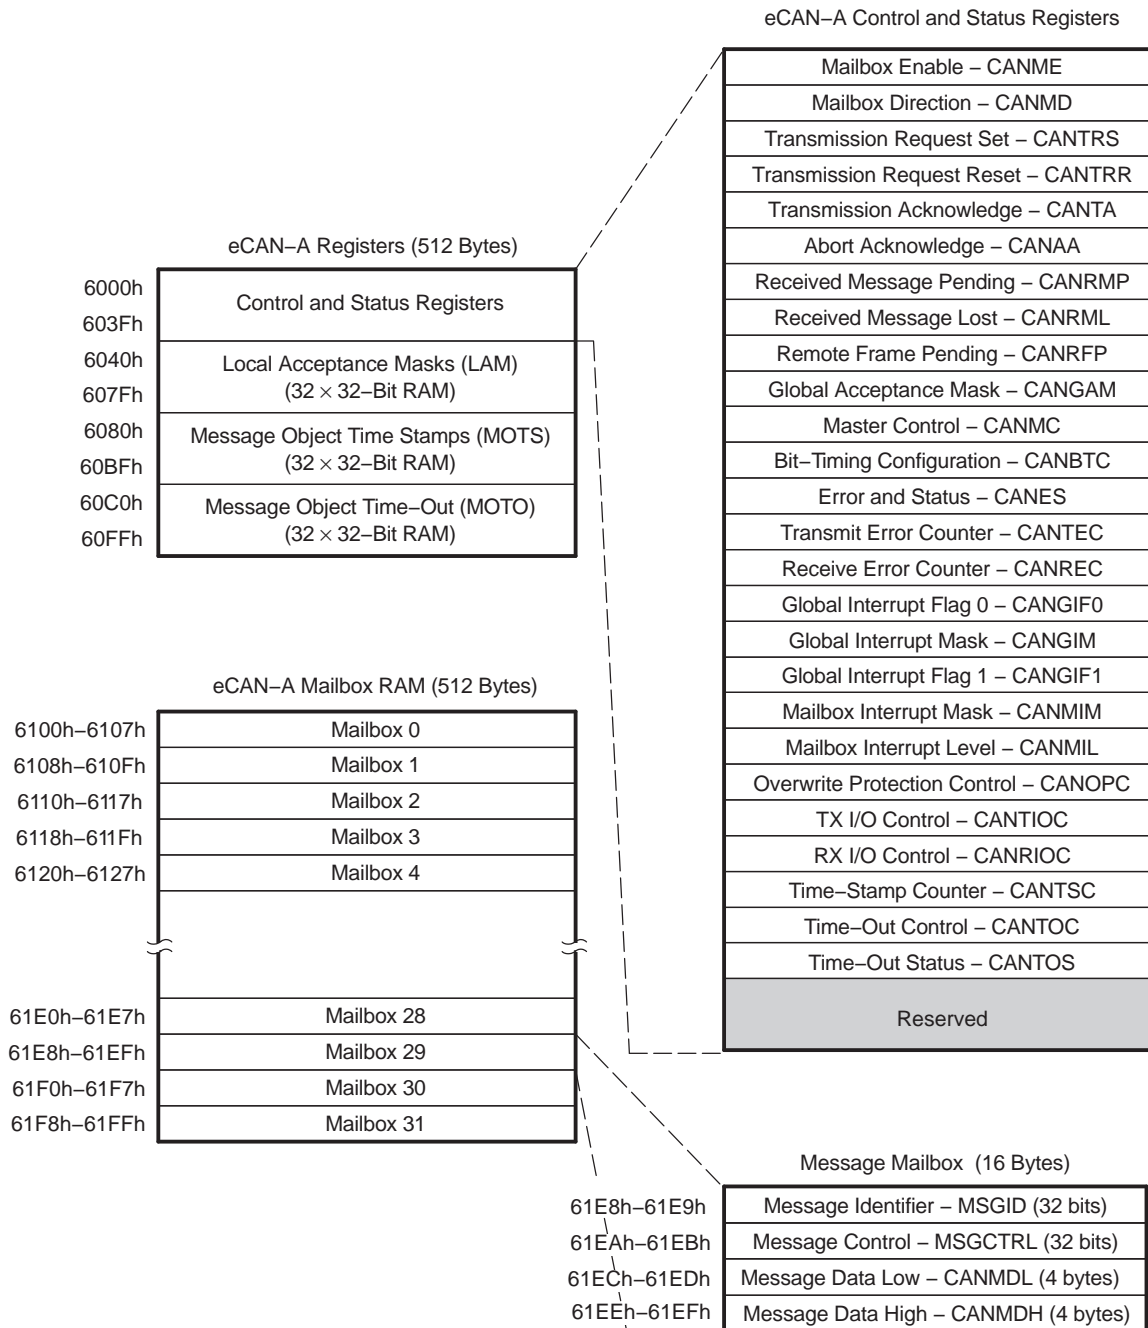 eCAN−A Control and Status Registers
Mailbox Enable − CANME
Mailbox Direction − CANMD
Transmission Request Set − CANTRS
Transmission Request Reset − CANTRR
Transmission Acknowledge − CANTA
Abort Acknowledge − CANAA
Received Message Pending − CANRMP
Received Message Lost − CANRML
Remote Frame Pending − CANRFP
Global Acceptance Mask − CANGAM
Master Control − CANMC
Bit−Timing Configuration − CANBTC
Error and Status − CANES
Transmit Error Counter − CANTEC
Receive Error Counter − CANREC
Global Interrupt Flag 0 − CANGIF0
Global Interrupt Mask − CANGIM
Global Interrupt Flag 1 − CANGIF1
Mailbox Interrupt Mask − CANMIM
Mailbox Interrupt Level − CANMIL
Overwrite Protection Control − CANOPC
TX I/O Control − CANTIOC
RX I/O Control − CANRIOC
Time−Stamp Counter − CANTSC
Time−Out Control − CANTOC
Time−Out Status − CANTOS
Reserved
eCAN−A Registers (512 Bytes)
6000h
Control and Status Registers
603Fh
6040h
Local Acceptance Masks (LAM)
(32 × 32−Bit RAM)
607Fh
6080h
Message Object Time Stamps (MOTS)
(32 × 32−Bit RAM)
60BFh
60C0h
Message Object Time−Out (MOTO)
(32 × 32−Bit RAM)
60FFh
eCAN−A Mailbox RAM (512 Bytes)
6100h−6107h Mailbox 0
6108h−610Fh Mailbox 1
6110h−6117h Mailbox 2
6118h−611Fh Mailbox 3
6120h−6127h Mailbox 4
61E0h−61E7h Mailbox 28
61E8h−61EFh Mailbox 29
61F0h−61F7h Mailbox 30
61F8h−61FFh Mailbox 31
Message Mailbox (16 Bytes)
61E8h−61E9h Message Identifier − MSGID (32 bits)
61EAh−61EBh Message Control − MSGCTRL (32 bits)
61ECh−61EDh Message Data Low − CANMDL (4 bytes)
61EEh−61EFh Message Data High − CANMDH (4 bytes)